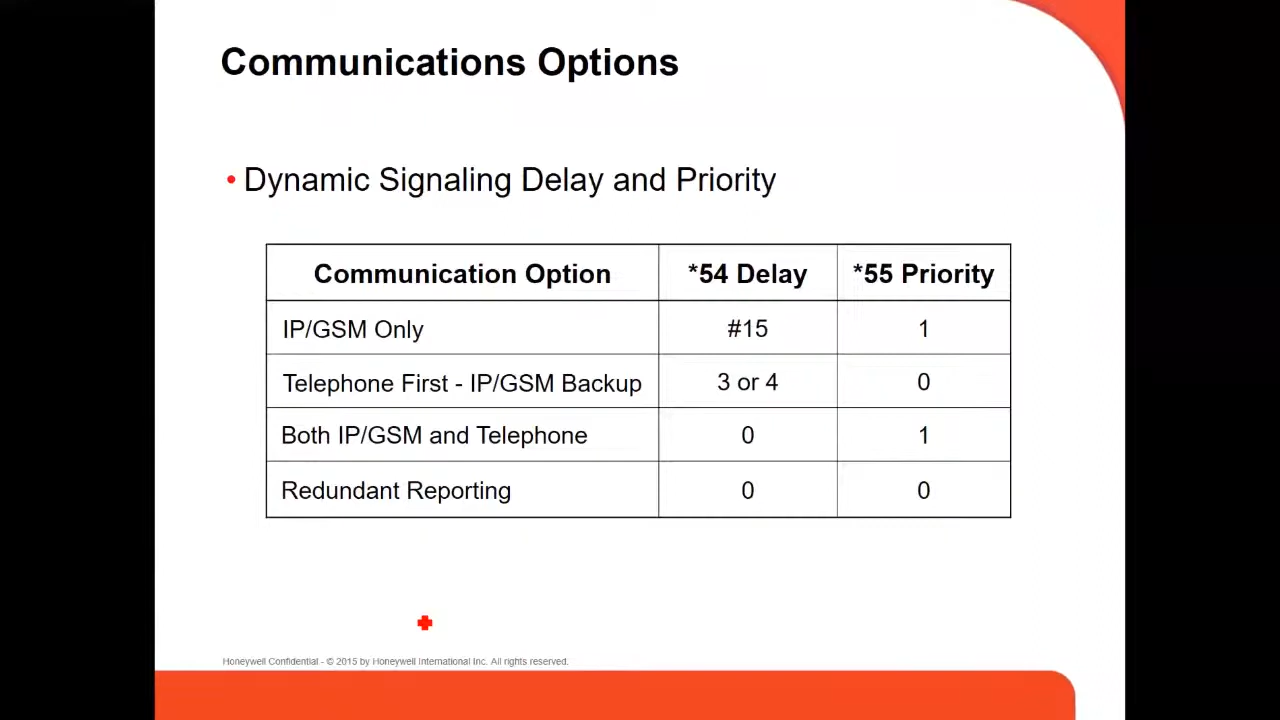 Communications Options
• Dynamic Signaling Delay and Priority
Communication Option *54 Delay *55 Priority
IP/GSM Only #15 1
Telephone First - IP/GSM Backup 3 or 4 0
Both IP/GSM and Telephone 0 1
Redundant Reporting 0 0
Honeywell Confidential - © 2015 by Honeywell International Inc. All rights reserved.